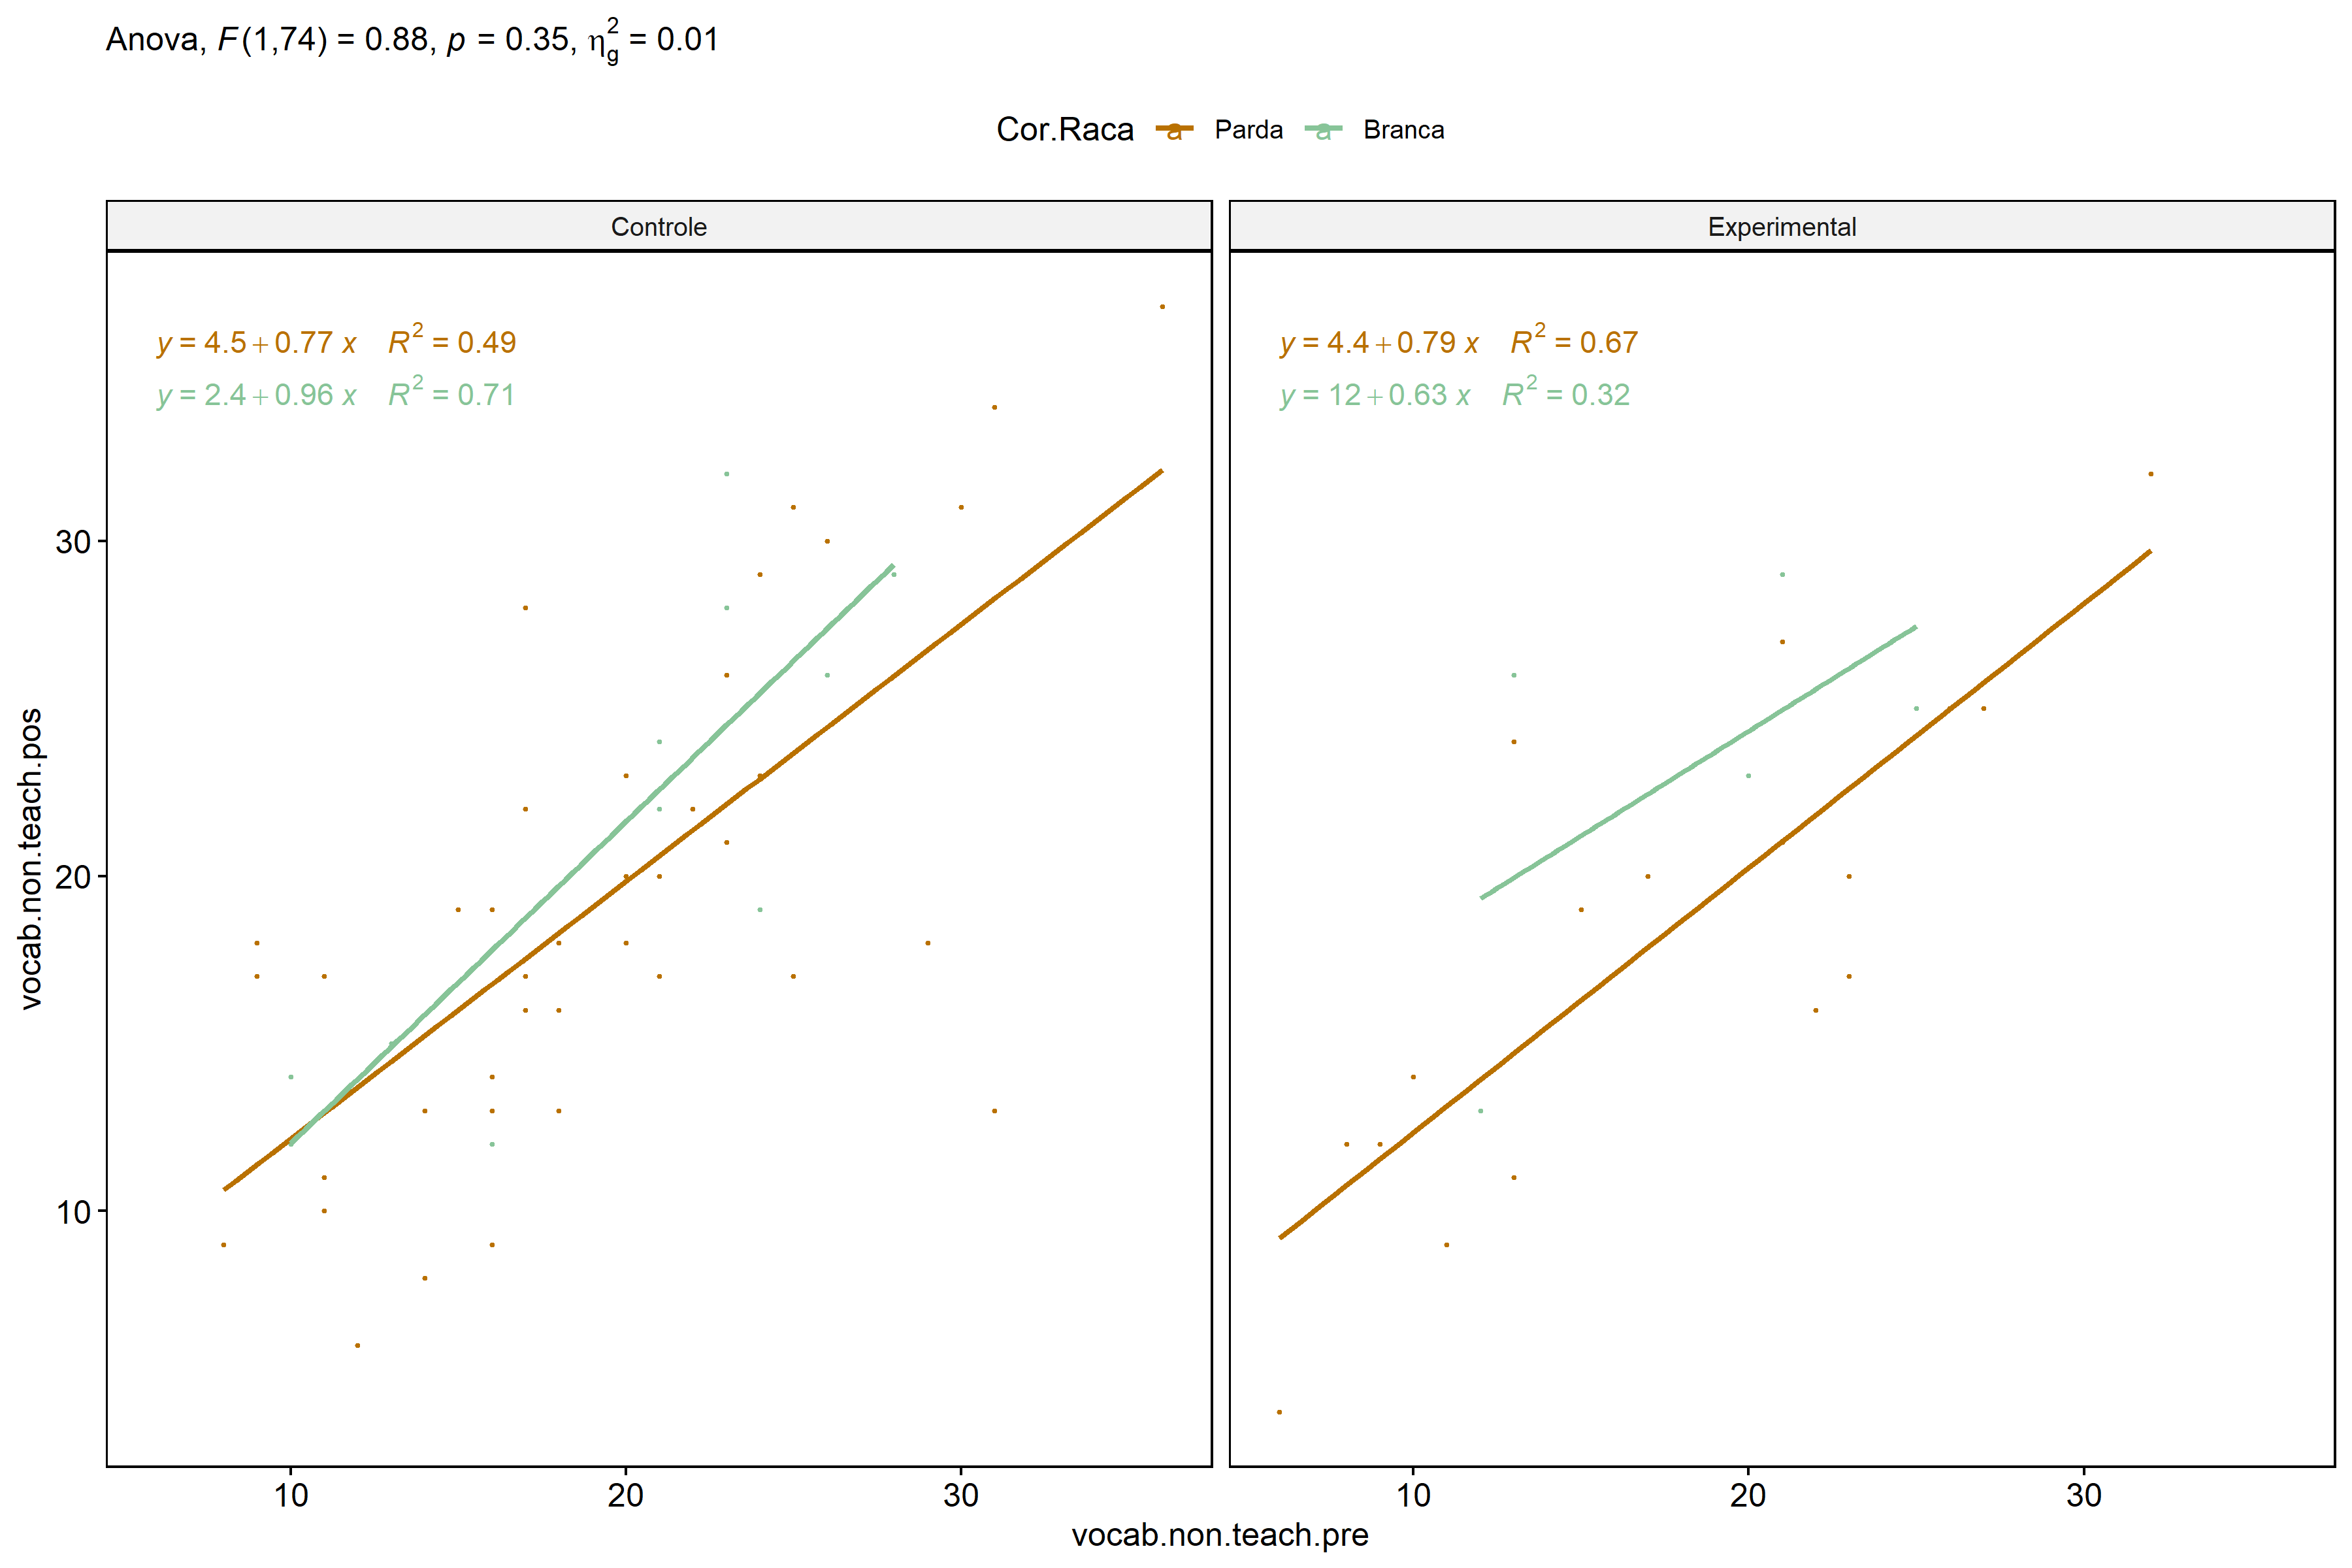 Anova, F(1,74) = 0.88, p = 0.35, η²g = 0.01
Cor.Raca a Parda a Branca
Controle
Experimental
y = 4.5 + 0.77 x R² = 0.49
y = 2.4 + 0.96 x R² = 0.71
y = 4.4 + 0.79 x R² = 0.67
y = 12 + 0.63 x R² = 0.32
vocab.non.teach.pos
30
20
10
10 20 30
10 20 30
vocab.non.teach.pre